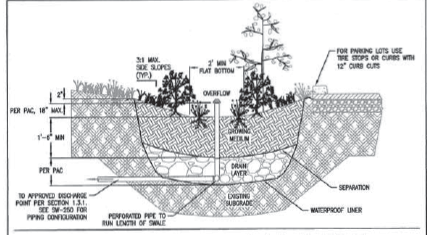 3:1 MAX.
SIDE SLOPES
(TYP.)
2' MIN
FLAT BOTTOM
FOR PARKING LOTS USE
TIRE STOPS OR CURBS WITH
12" CURB CUTS
2"
OVERFLOW
PER PAC, 18" MAX.
GROWING
MEDIUM
1'-6" MIN
DRAIN
LAYER
PER PAC
SEPARATION
TO APPROVED DISCHARGE
POINT PER SECTION 1.3.1.
SEE SW-250 FOR
PIPING CONFIGURATION
EXISTING
SUBGRADE
WATERPROOF LINER
PERFORATED PIPE TO
RUN LENGTH OF SWALE